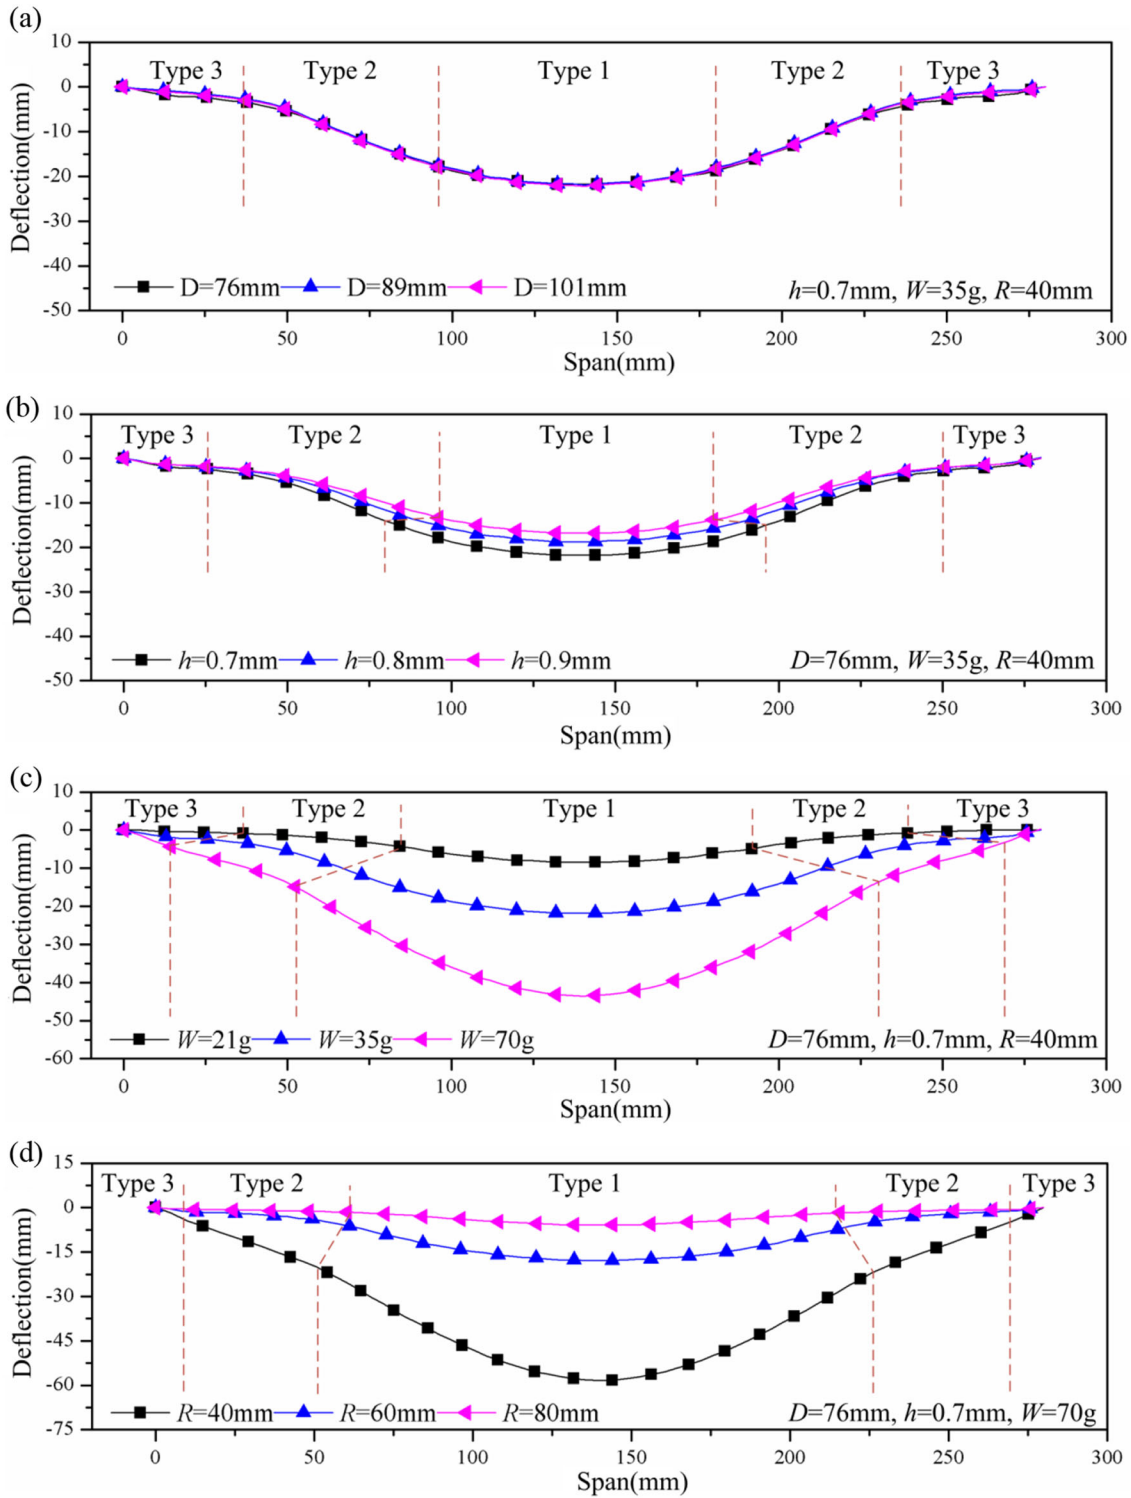 (a)
10
0
-10
-20
-30
-40
-50
Deflection(mm)
Type 3 Type 2 Type 1 Type 2 Type 3
D=76mm D=89mm D=101mm
h=0.7mm, W=35g, R=40mm
0 50 100 150 200 250 300
Span(mm)
(b)
10
0
-10
-20
-30
-40
-50
Deflection(mm)
Type 3 Type 2 Type 1 Type 2 Type 3
h=0.7mm h=0.8mm h=0.9mm
D=76mm, W=35g, R=40mm
0 50 100 150 200 250 300
Span(mm)
(c)
10
0
-10
-20
-30
-40
-50
-60
Deflection(mm)
Type 3 Type 2 Type 1 Type 2 Type 3
W=21g W=35g W=70g
D=76mm, h=0.7mm, R=40mm
0 50 100 150 200 250 300
Span(mm)
(d)
15
0
-15
-30
-45
-60
-75
Deflection(mm)
Type 3 Type 2 Type 1 Type 2 Type 3
R=40mm R=60mm R=80mm
D=76mm, h=0.7mm, W=70g
0 50 100 150 200 250 300
Span(mm)